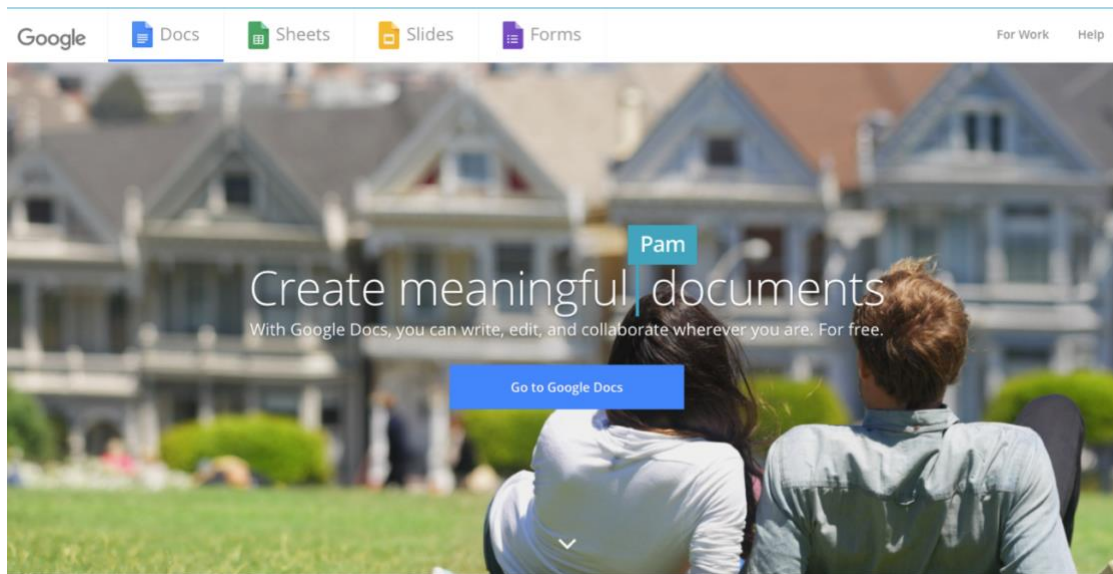 Google Docs Sheets Slides Forms For Work Help
Pam
Create meaningful documents
With Google Docs, you can write, edit, and collaborate wherever you are. For free.
Go to Google Docs